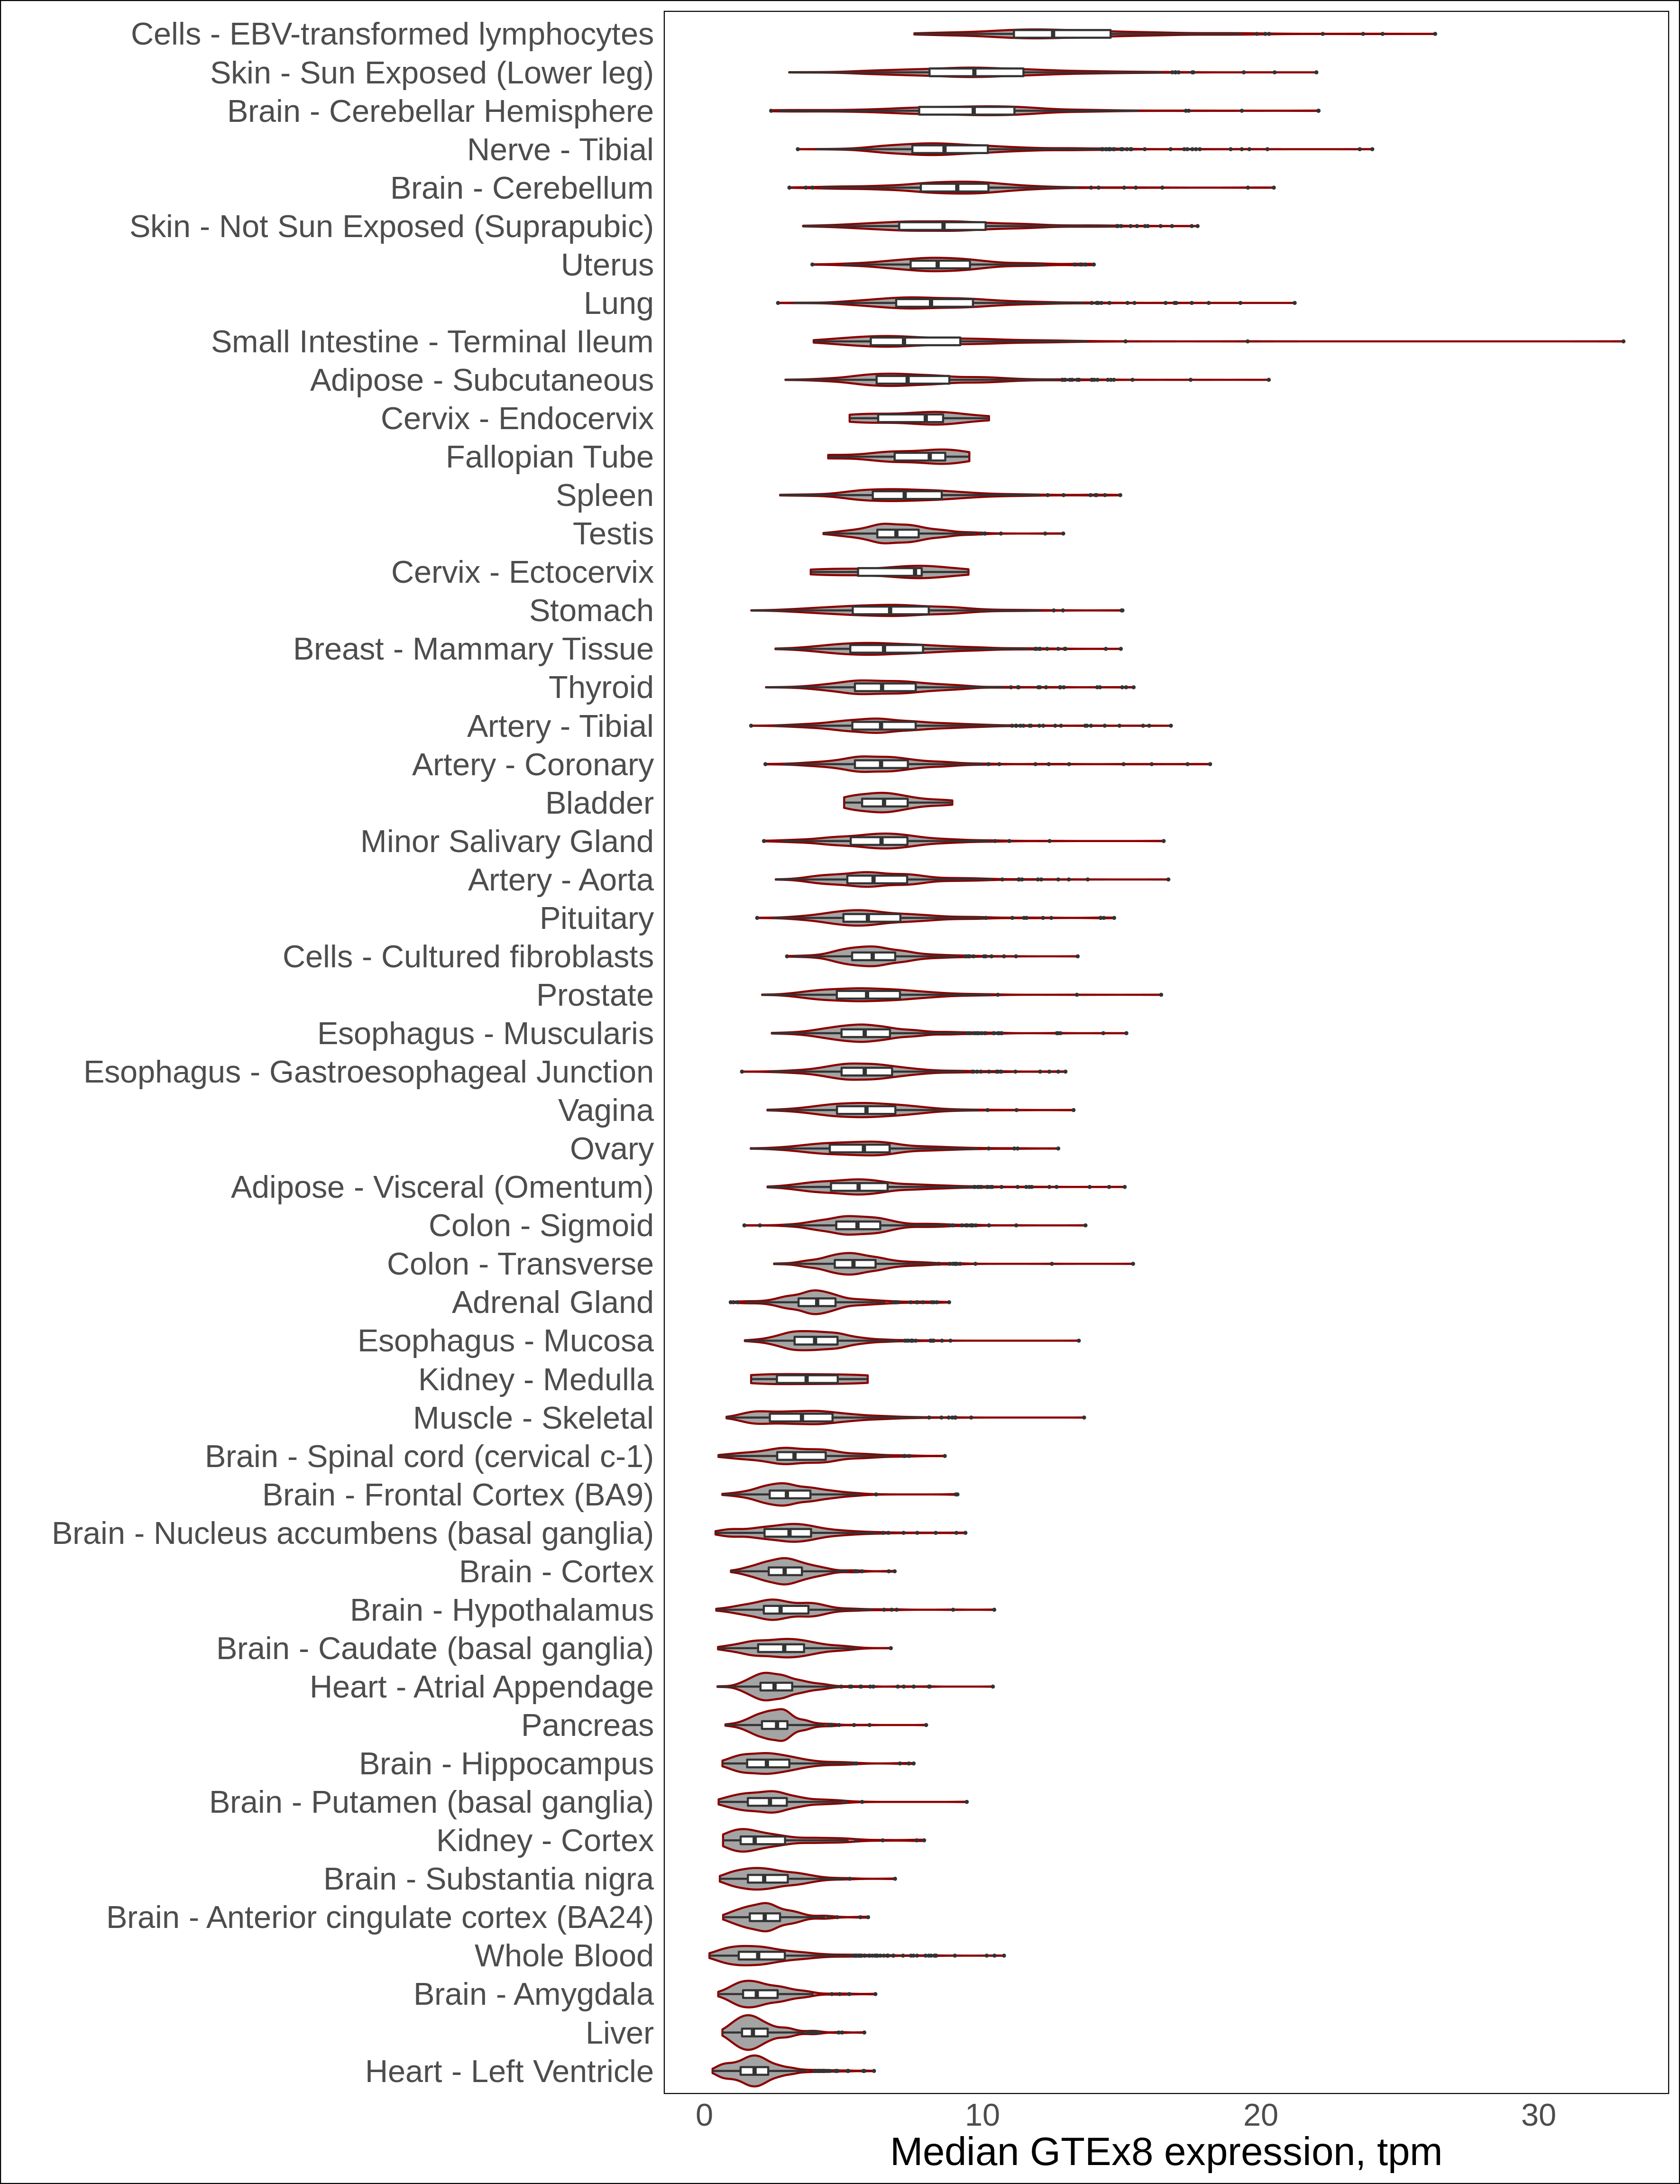 Cells - EBV-transformed lymphocytes
Skin - Sun Exposed (Lower leg)
Brain - Cerebellar Hemisphere
Nerve - Tibial
Brain - Cerebellum
Skin - Not Sun Exposed (Suprapubic)
Uterus
Lung
Small Intestine - Terminal Ileum
Adipose - Subcutaneous
Cervix - Endocervix
Fallopian Tube
Spleen
Testis
Cervix - Ectocervix
Stomach
Breast - Mammary Tissue
Thyroid
Artery - Tibial
Artery - Coronary
Bladder
Minor Salivary Gland
Artery - Aorta
Pituitary
Cells - Cultured fibroblasts
Prostate
Esophagus - Muscularis
Esophagus - Gastroesophageal Junction
Vagina
Ovary
Adipose - Visceral (Omentum)
Colon - Sigmoid
Colon - Transverse
Adrenal Gland
Esophagus - Mucosa
Kidney - Medulla
Muscle - Skeletal
Brain - Spinal cord (cervical c-1)
Brain - Frontal Cortex (BA9)
Brain - Nucleus accumbens (basal ganglia)
Brain - Cortex
Brain - Hypothalamus
Brain - Caudate (basal ganglia)
Heart - Atrial Appendage
Pancreas
Brain - Hippocampus
Brain - Putamen (basal ganglia)
Kidney - Cortex
Brain - Substantia nigra
Brain - Anterior cingulate cortex (BA24)
Whole Blood
Brain - Amygdala
Liver
Heart - Left Ventricle
0 10 20 30
Median GTEx8 expression, tpm